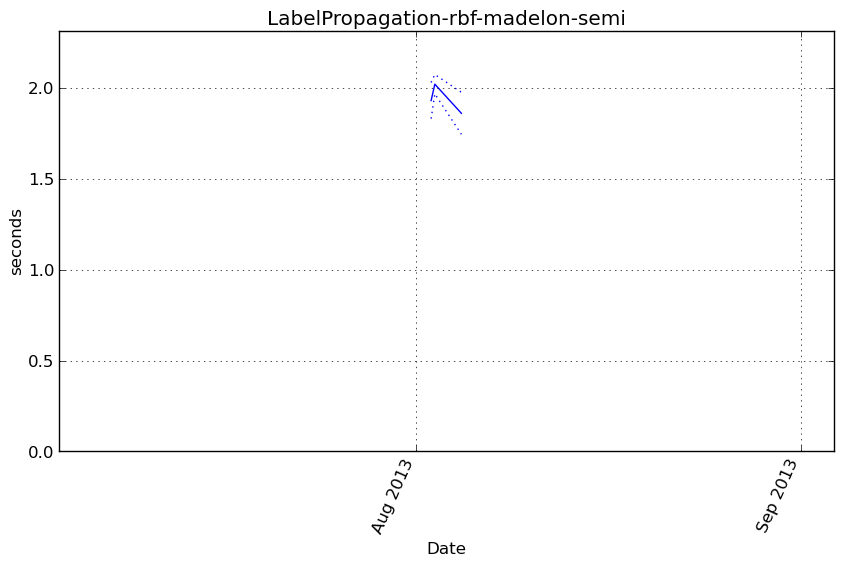 LabelPropagation-rbf-madelon-semi
2.0
1.5
1.0
0.5
0.0
seconds
Aug 2013
Sep 2013
Date